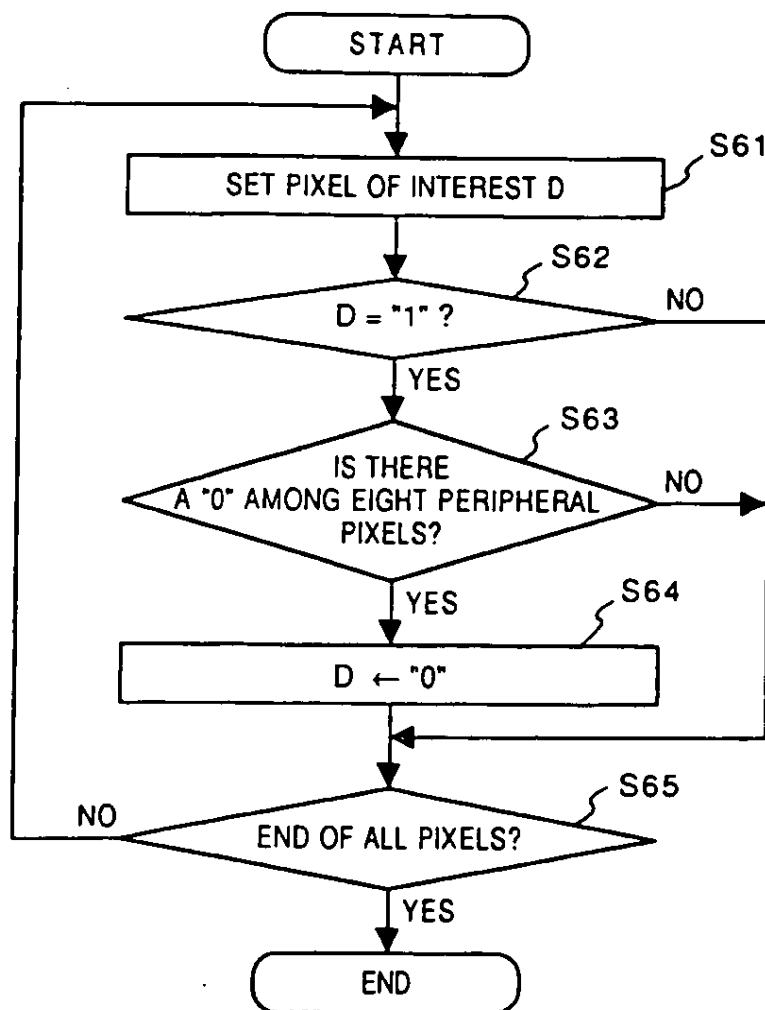 START
S61
SET PIXEL OF INTEREST D
S62
D = "1" ?
NO
YES
S63
IS THERE
A "0" AMONG EIGHT PERIPHERAL
PIXELS?
NO
YES
S64
D ← "0"
S65
NO
END OF ALL PIXELS?
YES
END